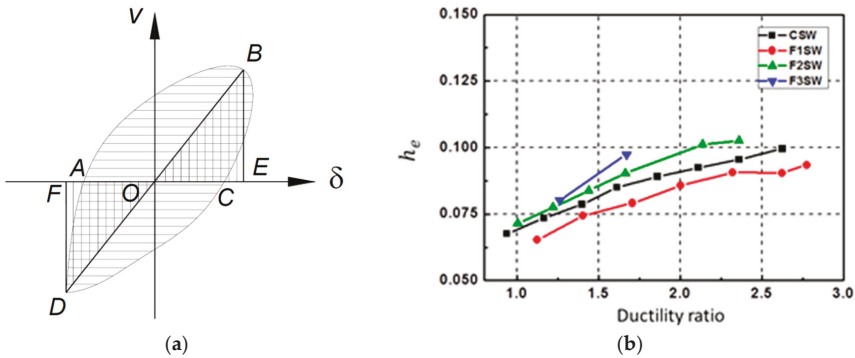 V
B
A
E
F
O
C
δ
D
(a)
0.150
0.125
0.100
0.075
0.050
hₑ
CSW
F1SW
F2SW
F3SW
1.0 1.5 2.0 2.5 3.0
Ductility ratio
(b)